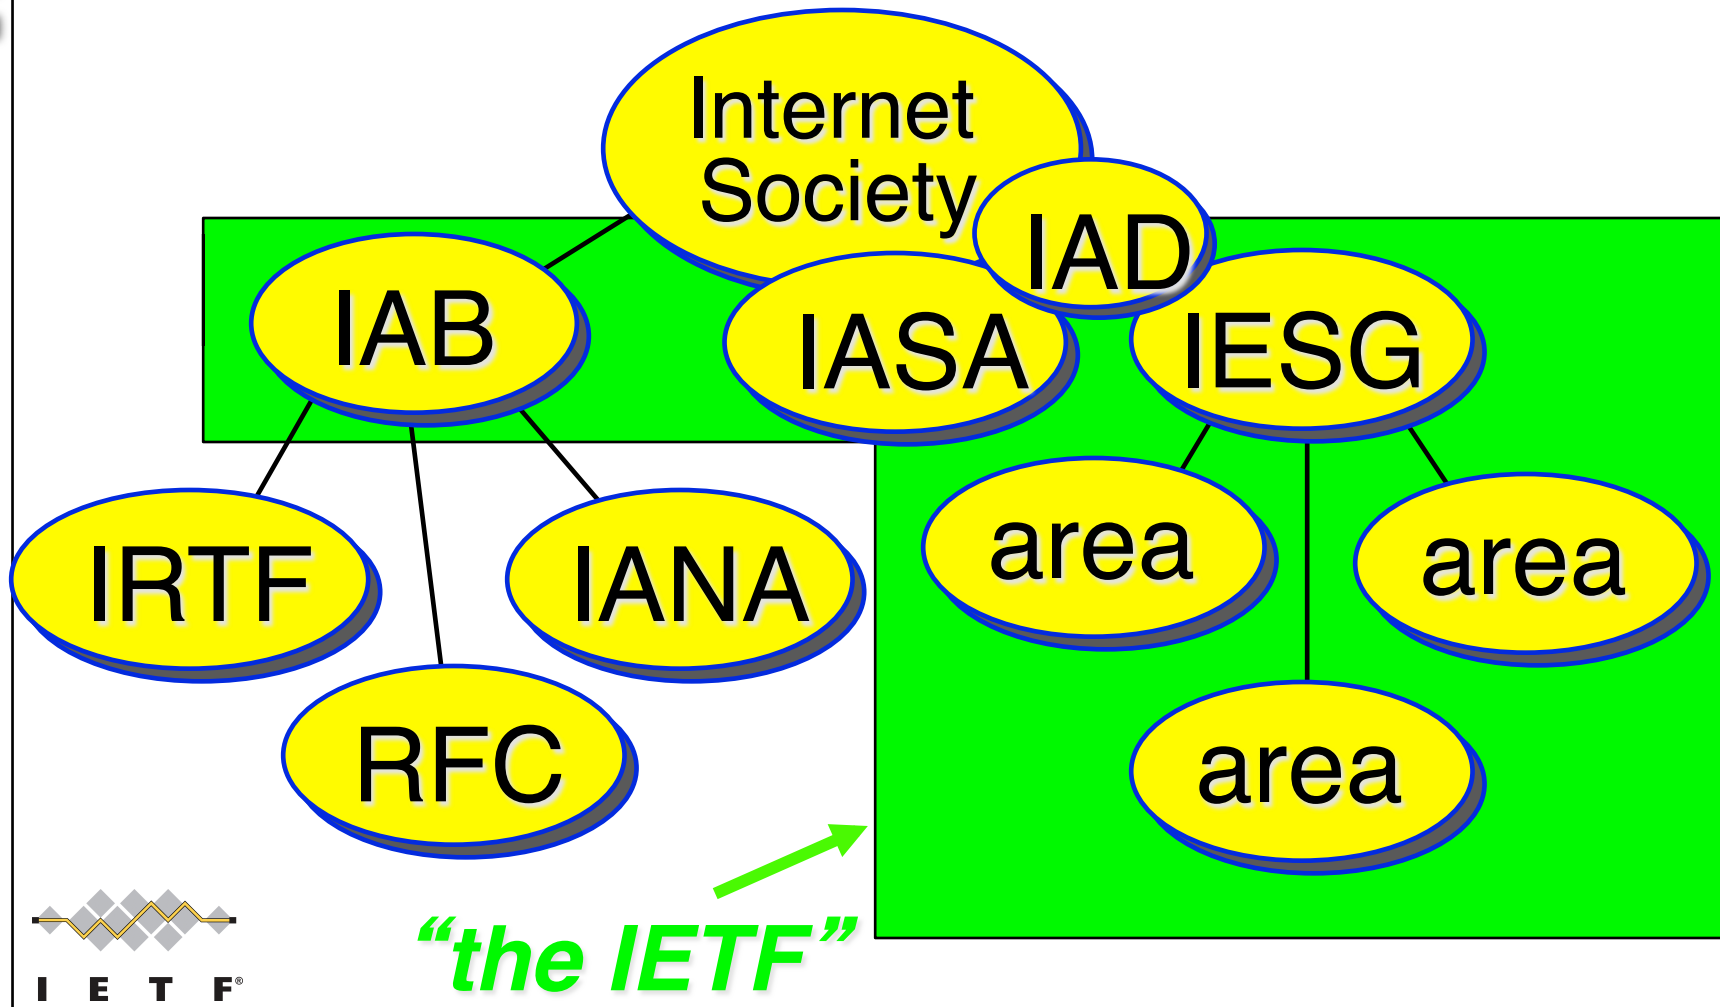 Internet
Society
IAD
IAB
IASA
IESG
IRTF
IANA
area
area
RFC
area
“the IETF”
I E T F®